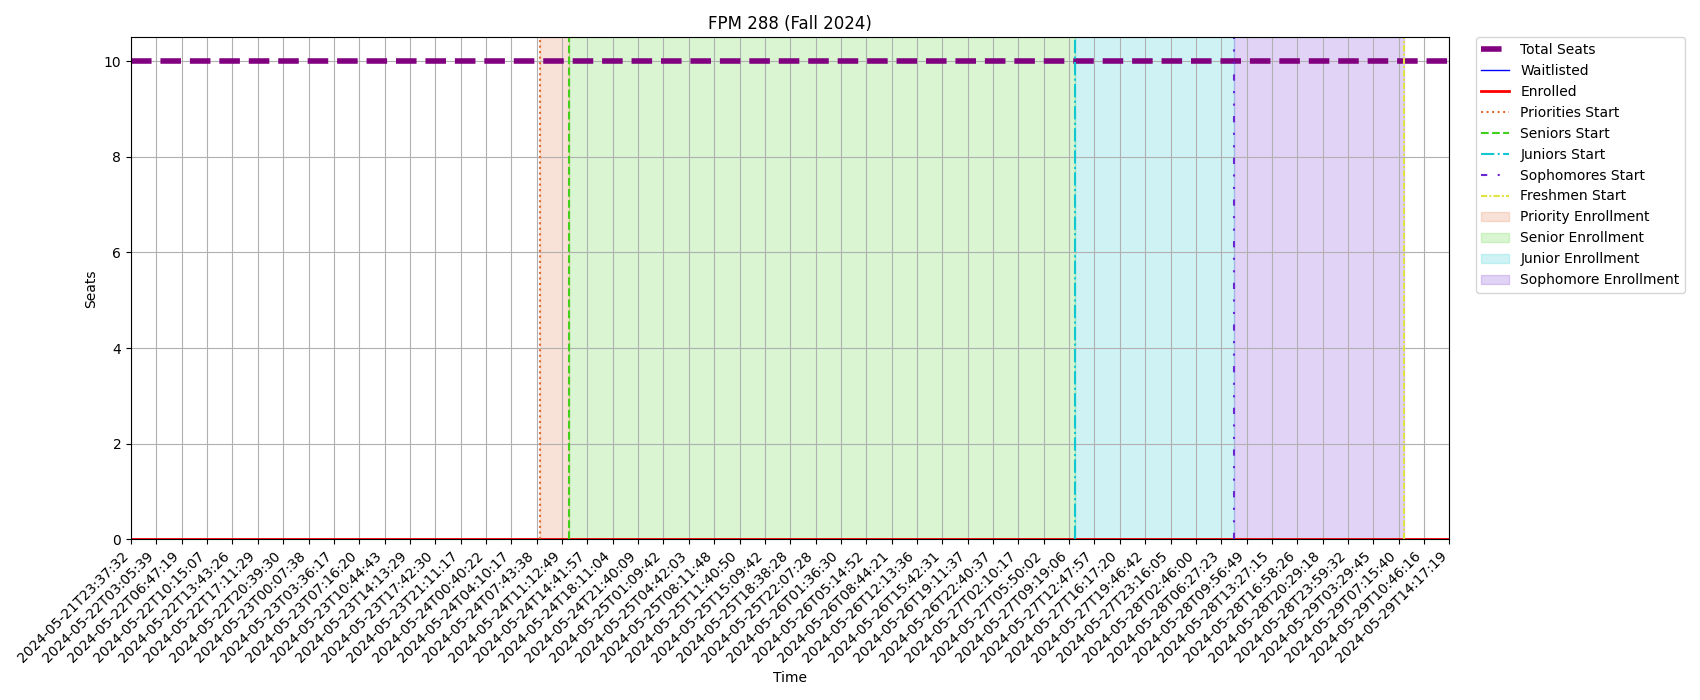 FPM 288 (Fall 2024)
10
8
6
4
2
0
Seats
2024-05-21T23:37:32
2024-05-22T03:05:39
2024-05-22T06:47:19
2024-05-22T10:15:07
2024-05-22T13:43:26
2024-05-22T17:11:29
2024-05-22T20:39:30
2024-05-23T00:07:38
2024-05-23T03:36:17
2024-05-23T07:16:20
2024-05-23T10:44:43
2024-05-23T14:13:29
2024-05-23T17:42:30
2024-05-23T21:11:17
2024-05-24T00:40:22
2024-05-24T04:10:17
2024-05-24T07:43:38
2024-05-24T11:12:49
2024-05-24T14:41:57
2024-05-24T18:11:04
2024-05-24T21:40:09
2024-05-25T01:09:42
2024-05-25T04:42:03
2024-05-25T08:11:48
2024-05-25T11:40:50
2024-05-25T15:09:42
2024-05-25T18:38:28
2024-05-25T22:07:28
2024-05-26T01:36:30
2024-05-26T05:14:52
2024-05-26T08:44:21
2024-05-26T12:13:36
2024-05-26T15:42:31
2024-05-26T19:11:37
2024-05-26T22:40:37
2024-05-27T02:10:17
2024-05-27T05:50:02
2024-05-27T09:19:06
2024-05-27T12:47:57
2024-05-27T16:17:20
2024-05-27T19:46:42
2024-05-27T23:16:05
2024-05-28T02:46:00
2024-05-28T06:27:23
2024-05-28T09:56:49
2024-05-28T13:27:15
2024-05-28T16:58:26
2024-05-28T20:29:18
2024-05-28T23:59:32
2024-05-29T03:29:45
2024-05-29T07:15:40
2024-05-29T10:46:16
2024-05-29T14:17:19
Time
Total Seats
Waitlisted
Enrolled
Priorities Start
Seniors Start
Juniors Start
Sophomores Start
Freshmen Start
Priority Enrollment
Senior Enrollment
Junior Enrollment
Sophomore Enrollment